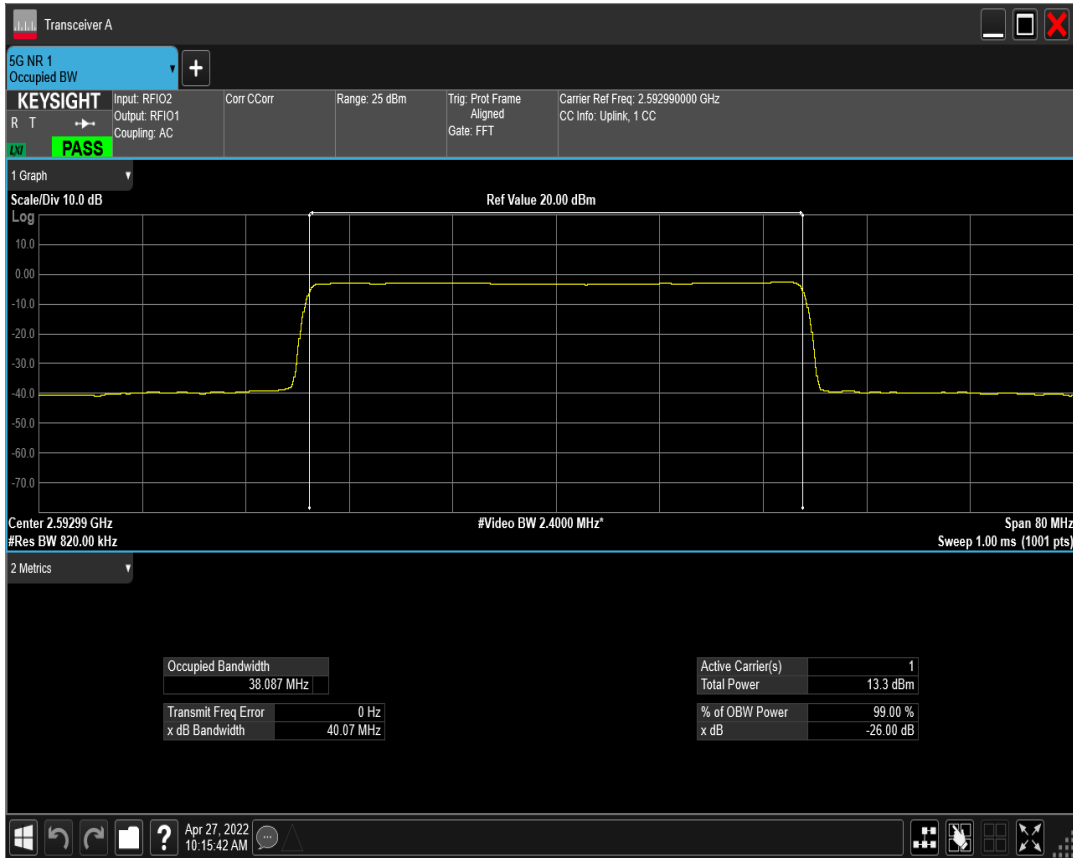 Transceiver A
5G NR 1
Occupied BW
+
KEYSIGHT
R T
LXI
PASS
Input: RFIO2
Output: RFIO1
Coupling: AC
Corr CCorr
Range: 25 dBm
Trig: Prot Frame
Aligned
Gate: FFT
Carrier Ref Freq: 2.592990000 GHz
CC Info: Uplink, 1 CC
1 Graph
Scale/Div 10.0 dB
Ref Value 20.00 dBm
Log
10.0
0.00
-10.0
-20.0
-30.0
-40.0
-50.0
-60.0
-70.0
Center 2.59299 GHz
#Video BW 2.4000 MHz*
Span 80 MHz
#Res BW 820.00 kHz
Sweep 1.00 ms (1001 pts)
2 Metrics
Occupied Bandwidth
38.087 MHz
Transmit Freq Error 0 Hz
x dB Bandwidth 40.07 MHz
Active Carrier(s) 1
Total Power 13.3 dBm
% of OBW Power 99.00 %
x dB -26.00 dB
?
Apr 27, 2022
10:15:42 AM